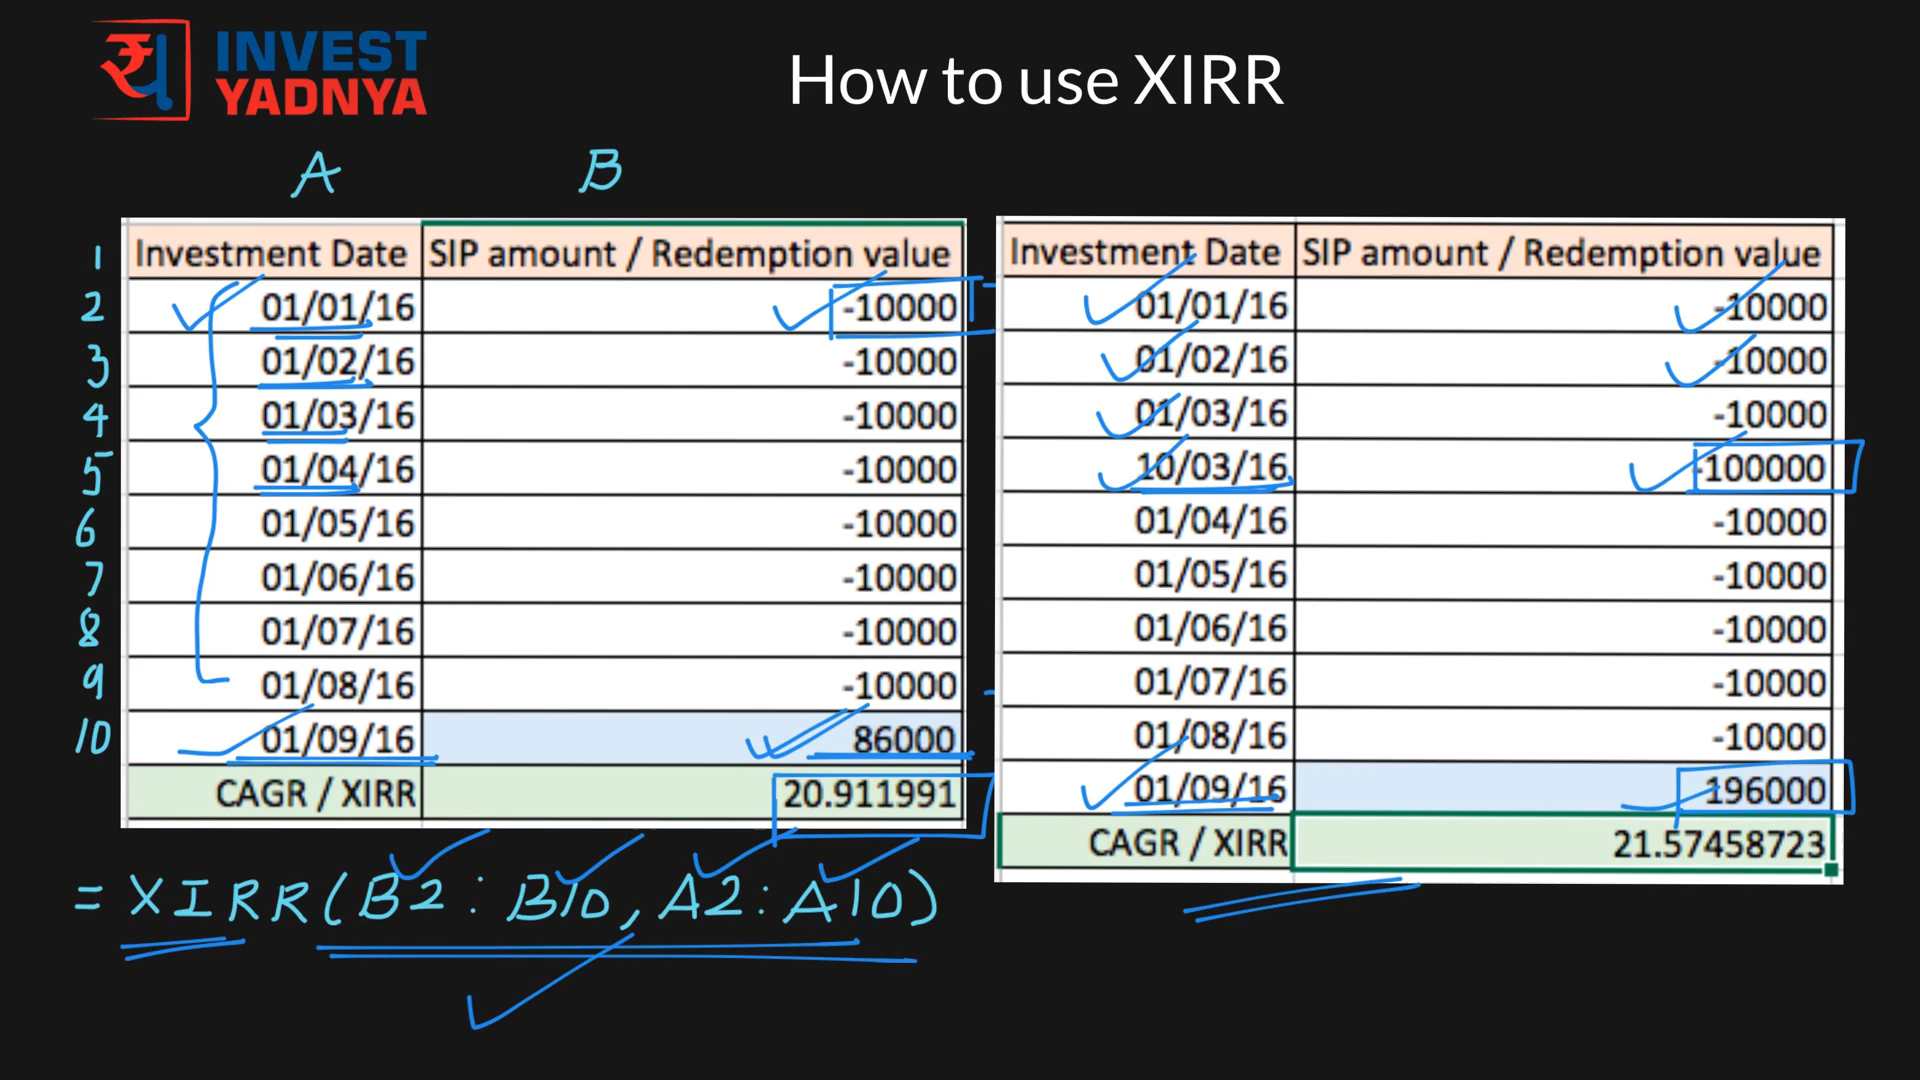 INVEST
YADNYA
How to use XIRR
A B
1 Investment Date SIP amount / Redemption value
2 01/01/16 -10000
3 01/02/16 -10000
4 01/03/16 -10000
5 01/04/16 -10000
6 01/05/16 -10000
7 01/06/16 -10000
8 01/07/16 -10000
9 01/08/16 -10000
10 01/09/16 86000
CAGR / XIRR 20.911991
= XIRR(B2:B10, A2:A10)
Investment Date SIP amount / Redemption value
01/01/16 -10000
01/02/16 -10000
01/03/16 -10000
10/03/16 -100000
01/04/16 -10000
01/05/16 -10000
01/06/16 -10000
01/07/16 -10000
01/08/16 -10000
01/09/16 196000
CAGR / XIRR 21.57458723